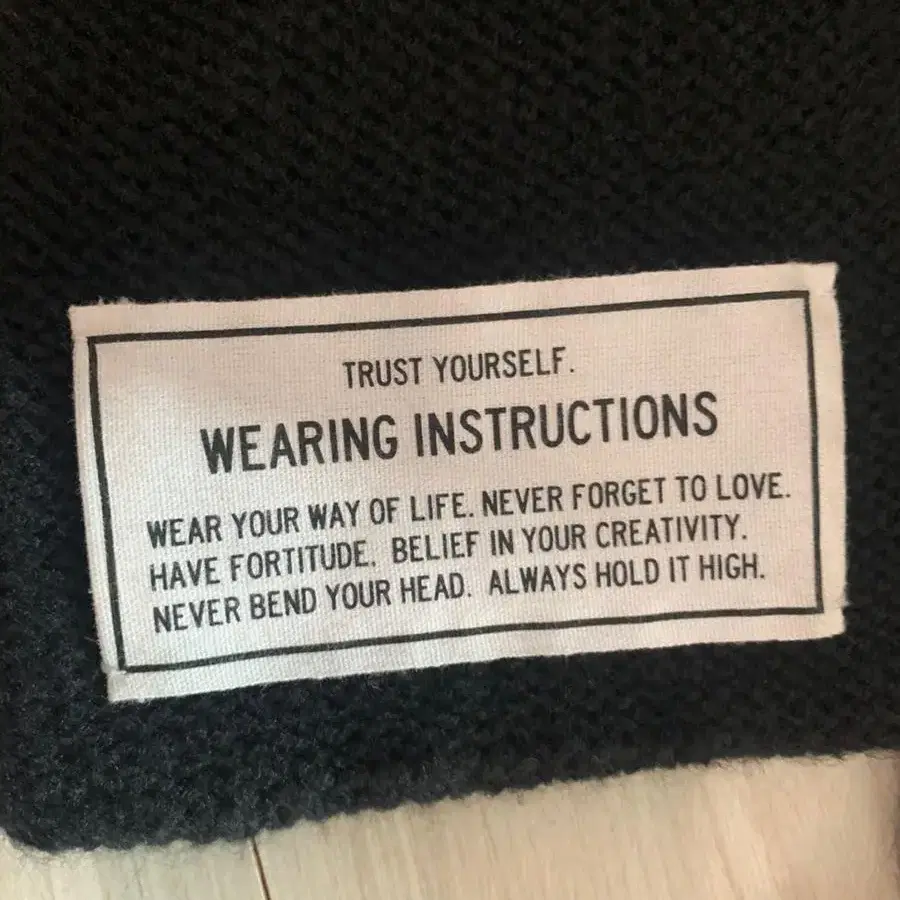 TRUST YOURSELF.
WEARING INSTRUCTIONS
WEAR YOUR WAY OF LIFE. NEVER FORGET TO LOVE.
HAVE FORTITUDE. BELIEF IN YOUR CREATIVITY.
NEVER BEND YOUR HEAD. ALWAYS HOLD IT HIGH.